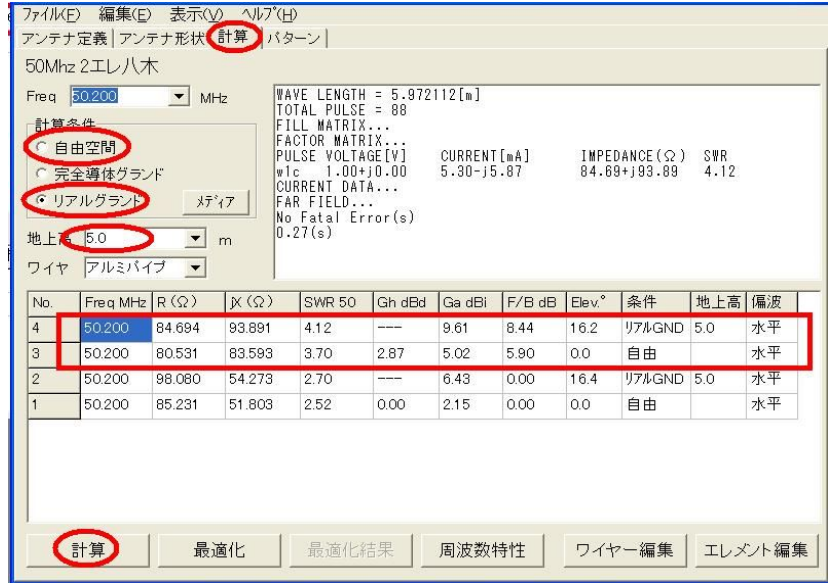 ファイル(F) 編集(E) 表示(V) ヘルプ(H)
アンテナ定義 アンテナ形状 計算 パターン
50Mhz 2エレ八木
Freq 50.200 MHz
計算条件
自由空間
完全導体グランド
リアルグランド メディア
地上高 5.0 m
ワイヤ アルミパイプ
WAVE LENGTH = 5.972112[m]
TOTAL PULSE = 88
FILL MATRIX...
FACTOR MATRIX...
PULSE VOLTAGE[V] CURRENT[mA] IMPEDANCE(Ω) SWR
w1c 1.00+j0.00 5.30-j5.87 84.69+j93.89 4.12
CURRENT DATA...
FAR FIELD...
No Fatal Error(s)
0.27(s)
No. Freq MHz R (Ω) jX (Ω) SWR 50 Gh dBd Ga dBi F/B dB Elev.° 条件 地上高 偏波
4 50.200 84.694 93.891 4.12 --- 9.61 8.44 16.2 リアルGND 5.0 水平
3 50.200 80.531 83.593 3.70 2.87 5.02 5.90 0.0 自由 水平
2 50.200 98.080 54.273 2.70 --- 6.43 0.00 16.4 リアルGND 5.0 水平
1 50.200 85.231 51.803 2.52 0.00 2.15 0.00 0.0 自由 水平
計算 最適化 最適化結果 周波数特性 ワイヤー編集 エレメント編集